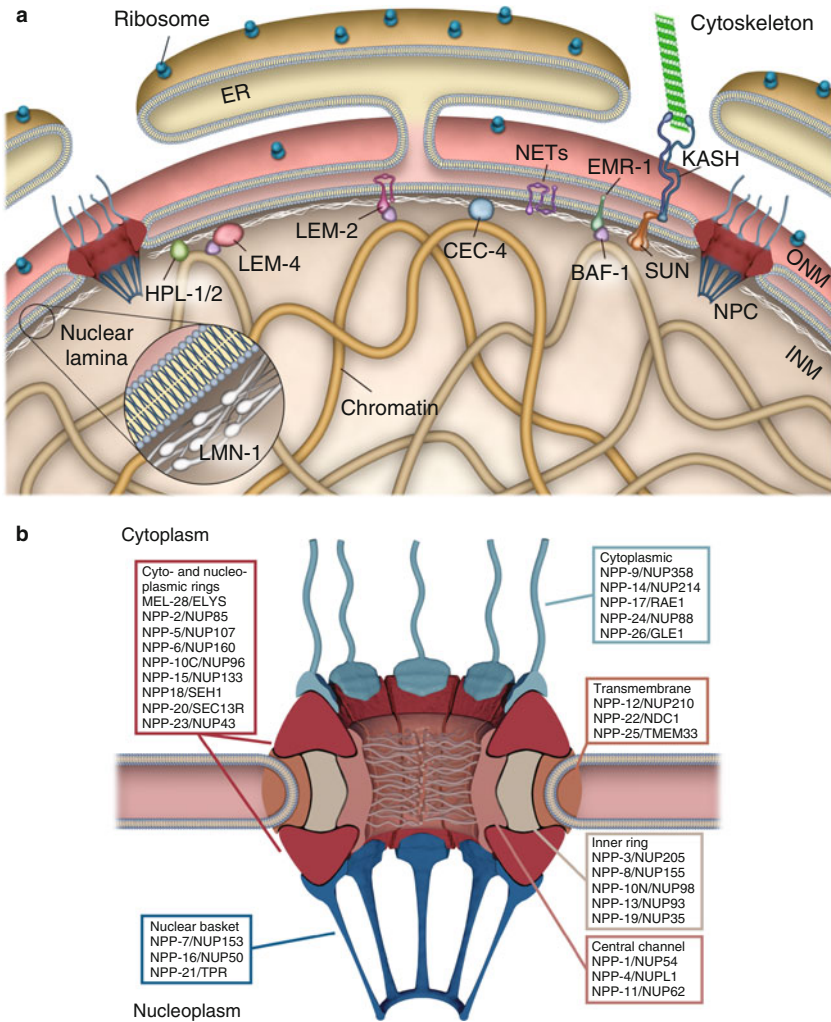 a
Ribosome
Cytoskeleton
ER
NETs
EMR-1
KASH
LEM-2
LEM-4
CEC-4
BAF-1
SUN
ONM
HPL-1/2
NPC
Nuclear
lamina
INM
Chromatin
LMN-1
b
Cytoplasm
Cyto- and nucleo-
plasmic rings
MEL-28/ELYS
NPP-2/NUP85
NPP-5/NUP107
NPP-6/NUP160
NPP-10C/NUP96
NPP-15/NUP133
NPP18/SEH1
NPP-20/SEC13R
NPP-23/NUP43
Cytoplasmic
NPP-9/NUP358
NPP-14/NUP214
NPP-17/RAE1
NPP-24/NUP88
NPP-26/GLE1
Transmembrane
NPP-12/NUP210
NPP-22/NDC1
NPP-25/TMEM33
Inner ring
NPP-3/NUP205
NPP-8/NUP155
NPP-10N/NUP98
NPP-13/NUP93
NPP-19/NUP35
Nuclear basket
NPP-7/NUP153
NPP-16/NUP50
NPP-21/TPR
Central channel
NPP-1/NUP54
NPP-4/NUPL1
NPP-11/NUP62
Nucleoplasm